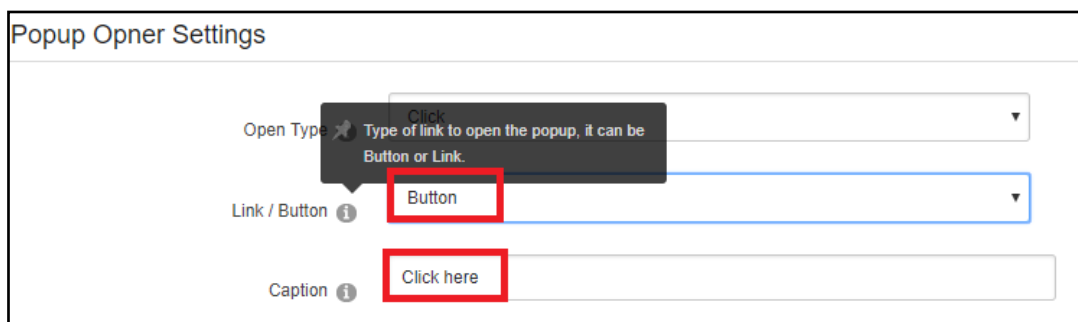 Popup Opner Settings
Open Type
Click
Type of link to open the popup, it can be
Button or Link.
Link / Button
Button
Caption
Click here